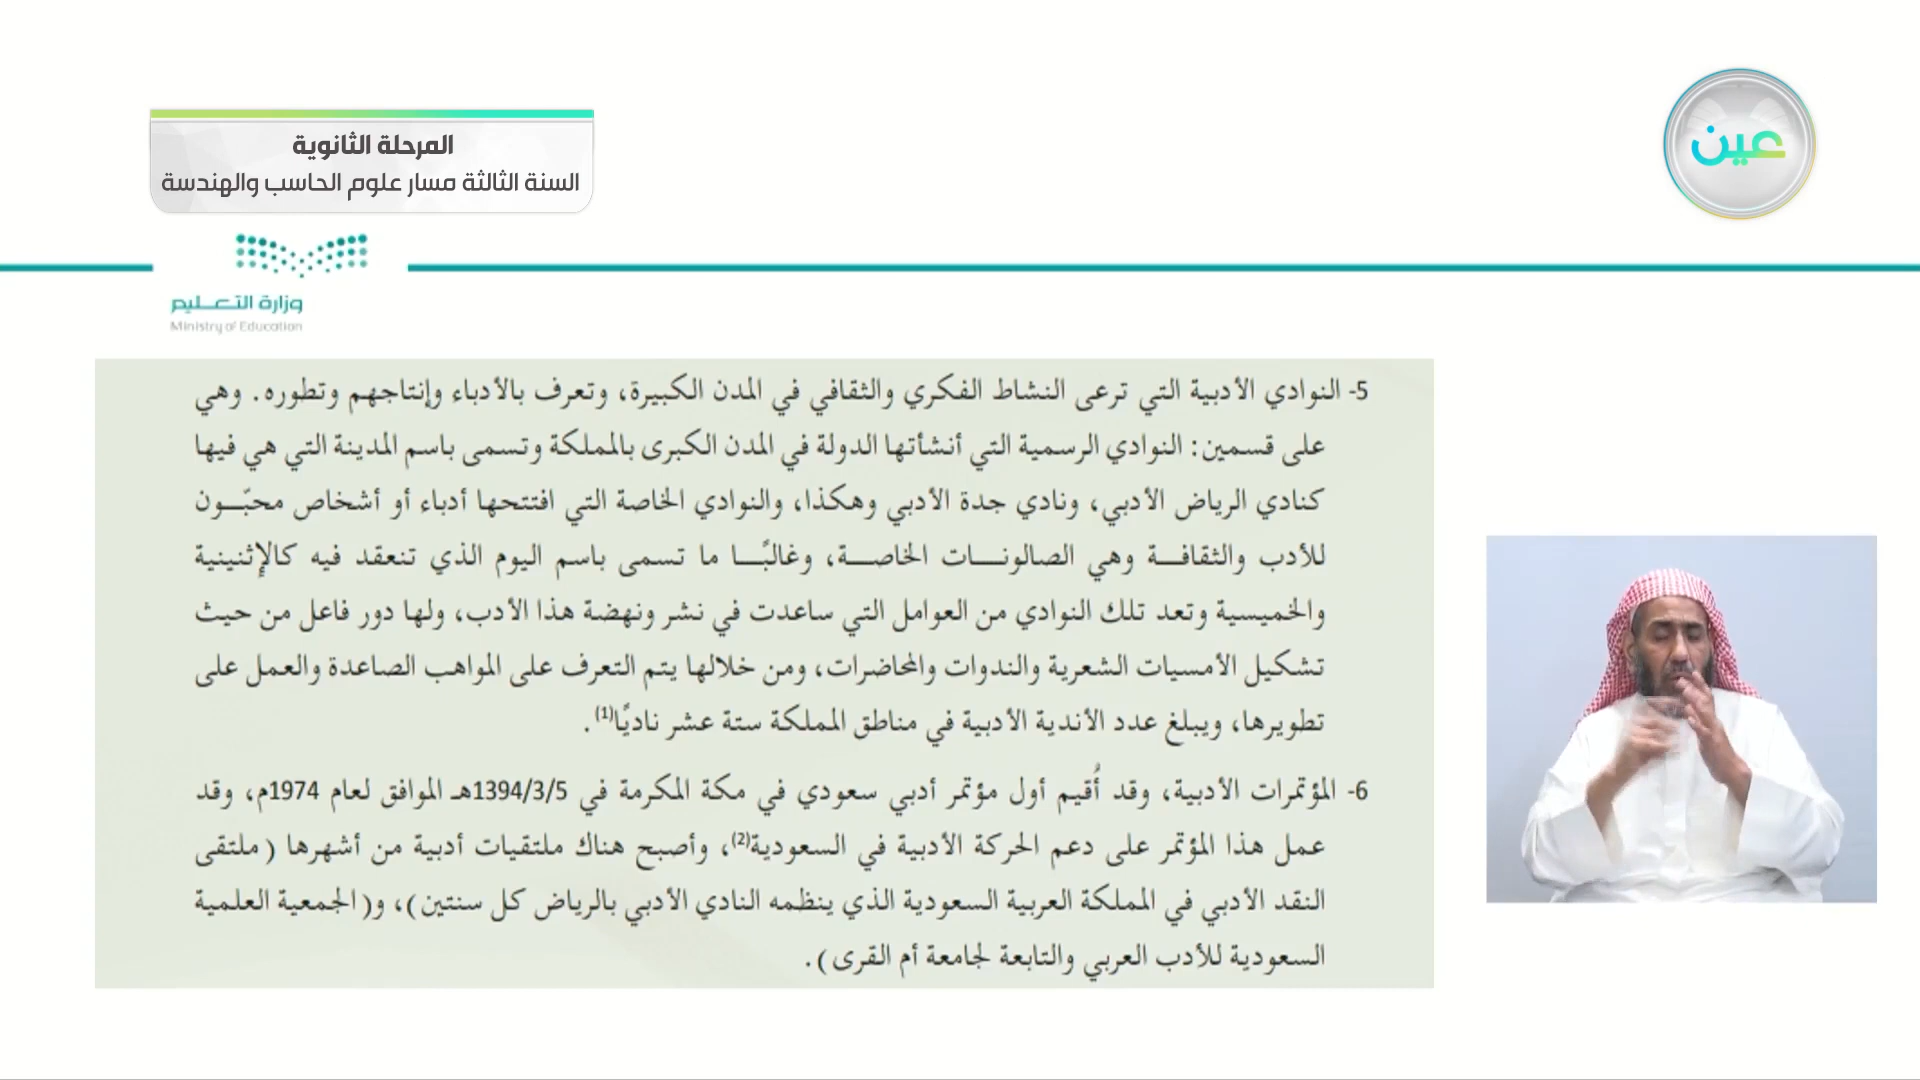 المرحلة الثانوية
السنة الثالثة مسار علوم الحاسب والهندسة
عين
وزارة التعـــليم
Ministry of Education
5- النوادي الأدبية التي ترعى النشاط الفكري والثقافي في المدن الكبيرة، وتعرف بالأدباء وإنتاجهم وتطوره. وهي
على قسمين: النوادي الرسمية التي أنشأتها الدولة في المدن الكبرى بالمملكة وتسمى باسم المدينة التي هي فيها
كنادي الرياض الأدبي، ونادي جدة الأدبي وهكذا، والنوادي الخاصة التي افتتحها أدباء أو أشخاص محبّـــون
للأدب والثقافـــة وهي الصالونـــات الخاصـــة، وغالبًـــا ما تسمى باسم اليوم الذي تنعقد فيه كالإثنينية
والخميسية وتعد تلك النوادي من العوامل التي ساعدت في نشر ونهضة هذا الأدب، ولها دور فاعل من حيث
تشكيل الأمسيات الشعرية والندوات والمحاضرات، ومن خلالها يتم التعرف على المواهب الصاعدة والعمل على
تطويرها، ويبلغ عدد الأندية الأدبية في مناطق المملكة ستة عشر ناديًا(1).
6- المؤتمرات الأدبية، وقد أُقيم أول مؤتمر أدبي سعودي في مكة المكرمة في 1394/3/5هـ الموافق لعام 1974م، وقد
عمل هذا المؤتمر على دعم الحركة الأدبية في السعودية(2)، وأصبح هناك ملتقيات أدبية من أشهرها (ملتقى
النقد الأدبي في المملكة العربية السعودية الذي ينظمه النادي الأدبي بالرياض كل سنتين)، و(الجمعية العلمية
السعودية للأدب العربي والتابعة لجامعة أم القرى).